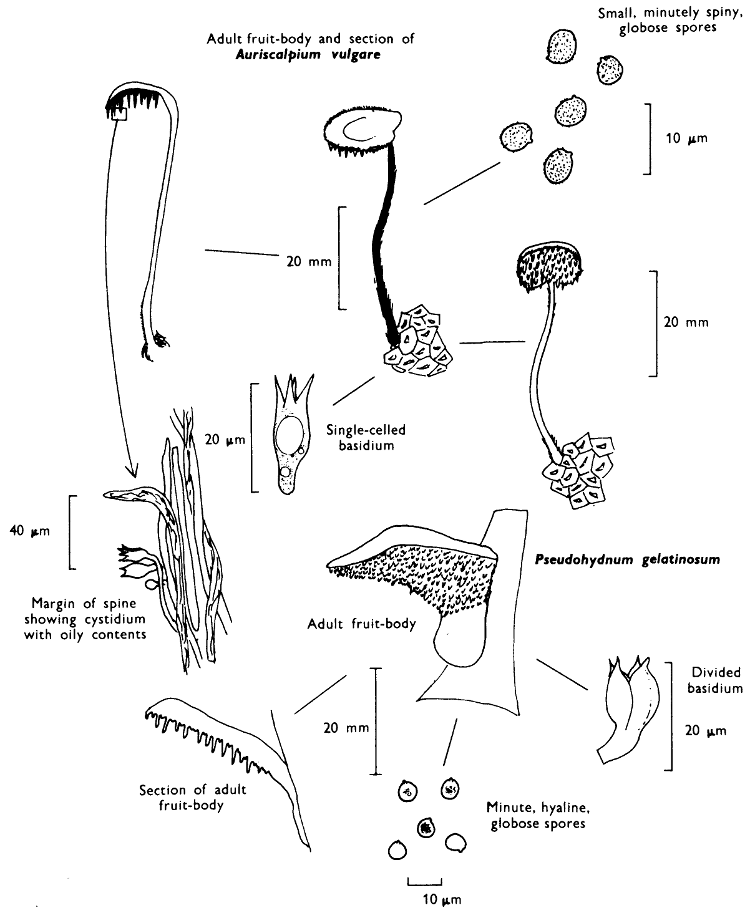 Small, minutely spiny,
globose spores
Adult fruit-body and section of
Auriscalpium vulgare
10 µm
20 mm
20 mm
20 µm
Single-celled
basidium
40 µm
Margin of spine
showing cystidium
with oily contents
Pseudohydnum gelatinosum
Adult fruit-body
Divided
basidium
20 µm
20 mm
Section of adult
fruit-body
Minute, hyaline,
globose spores
10 µm